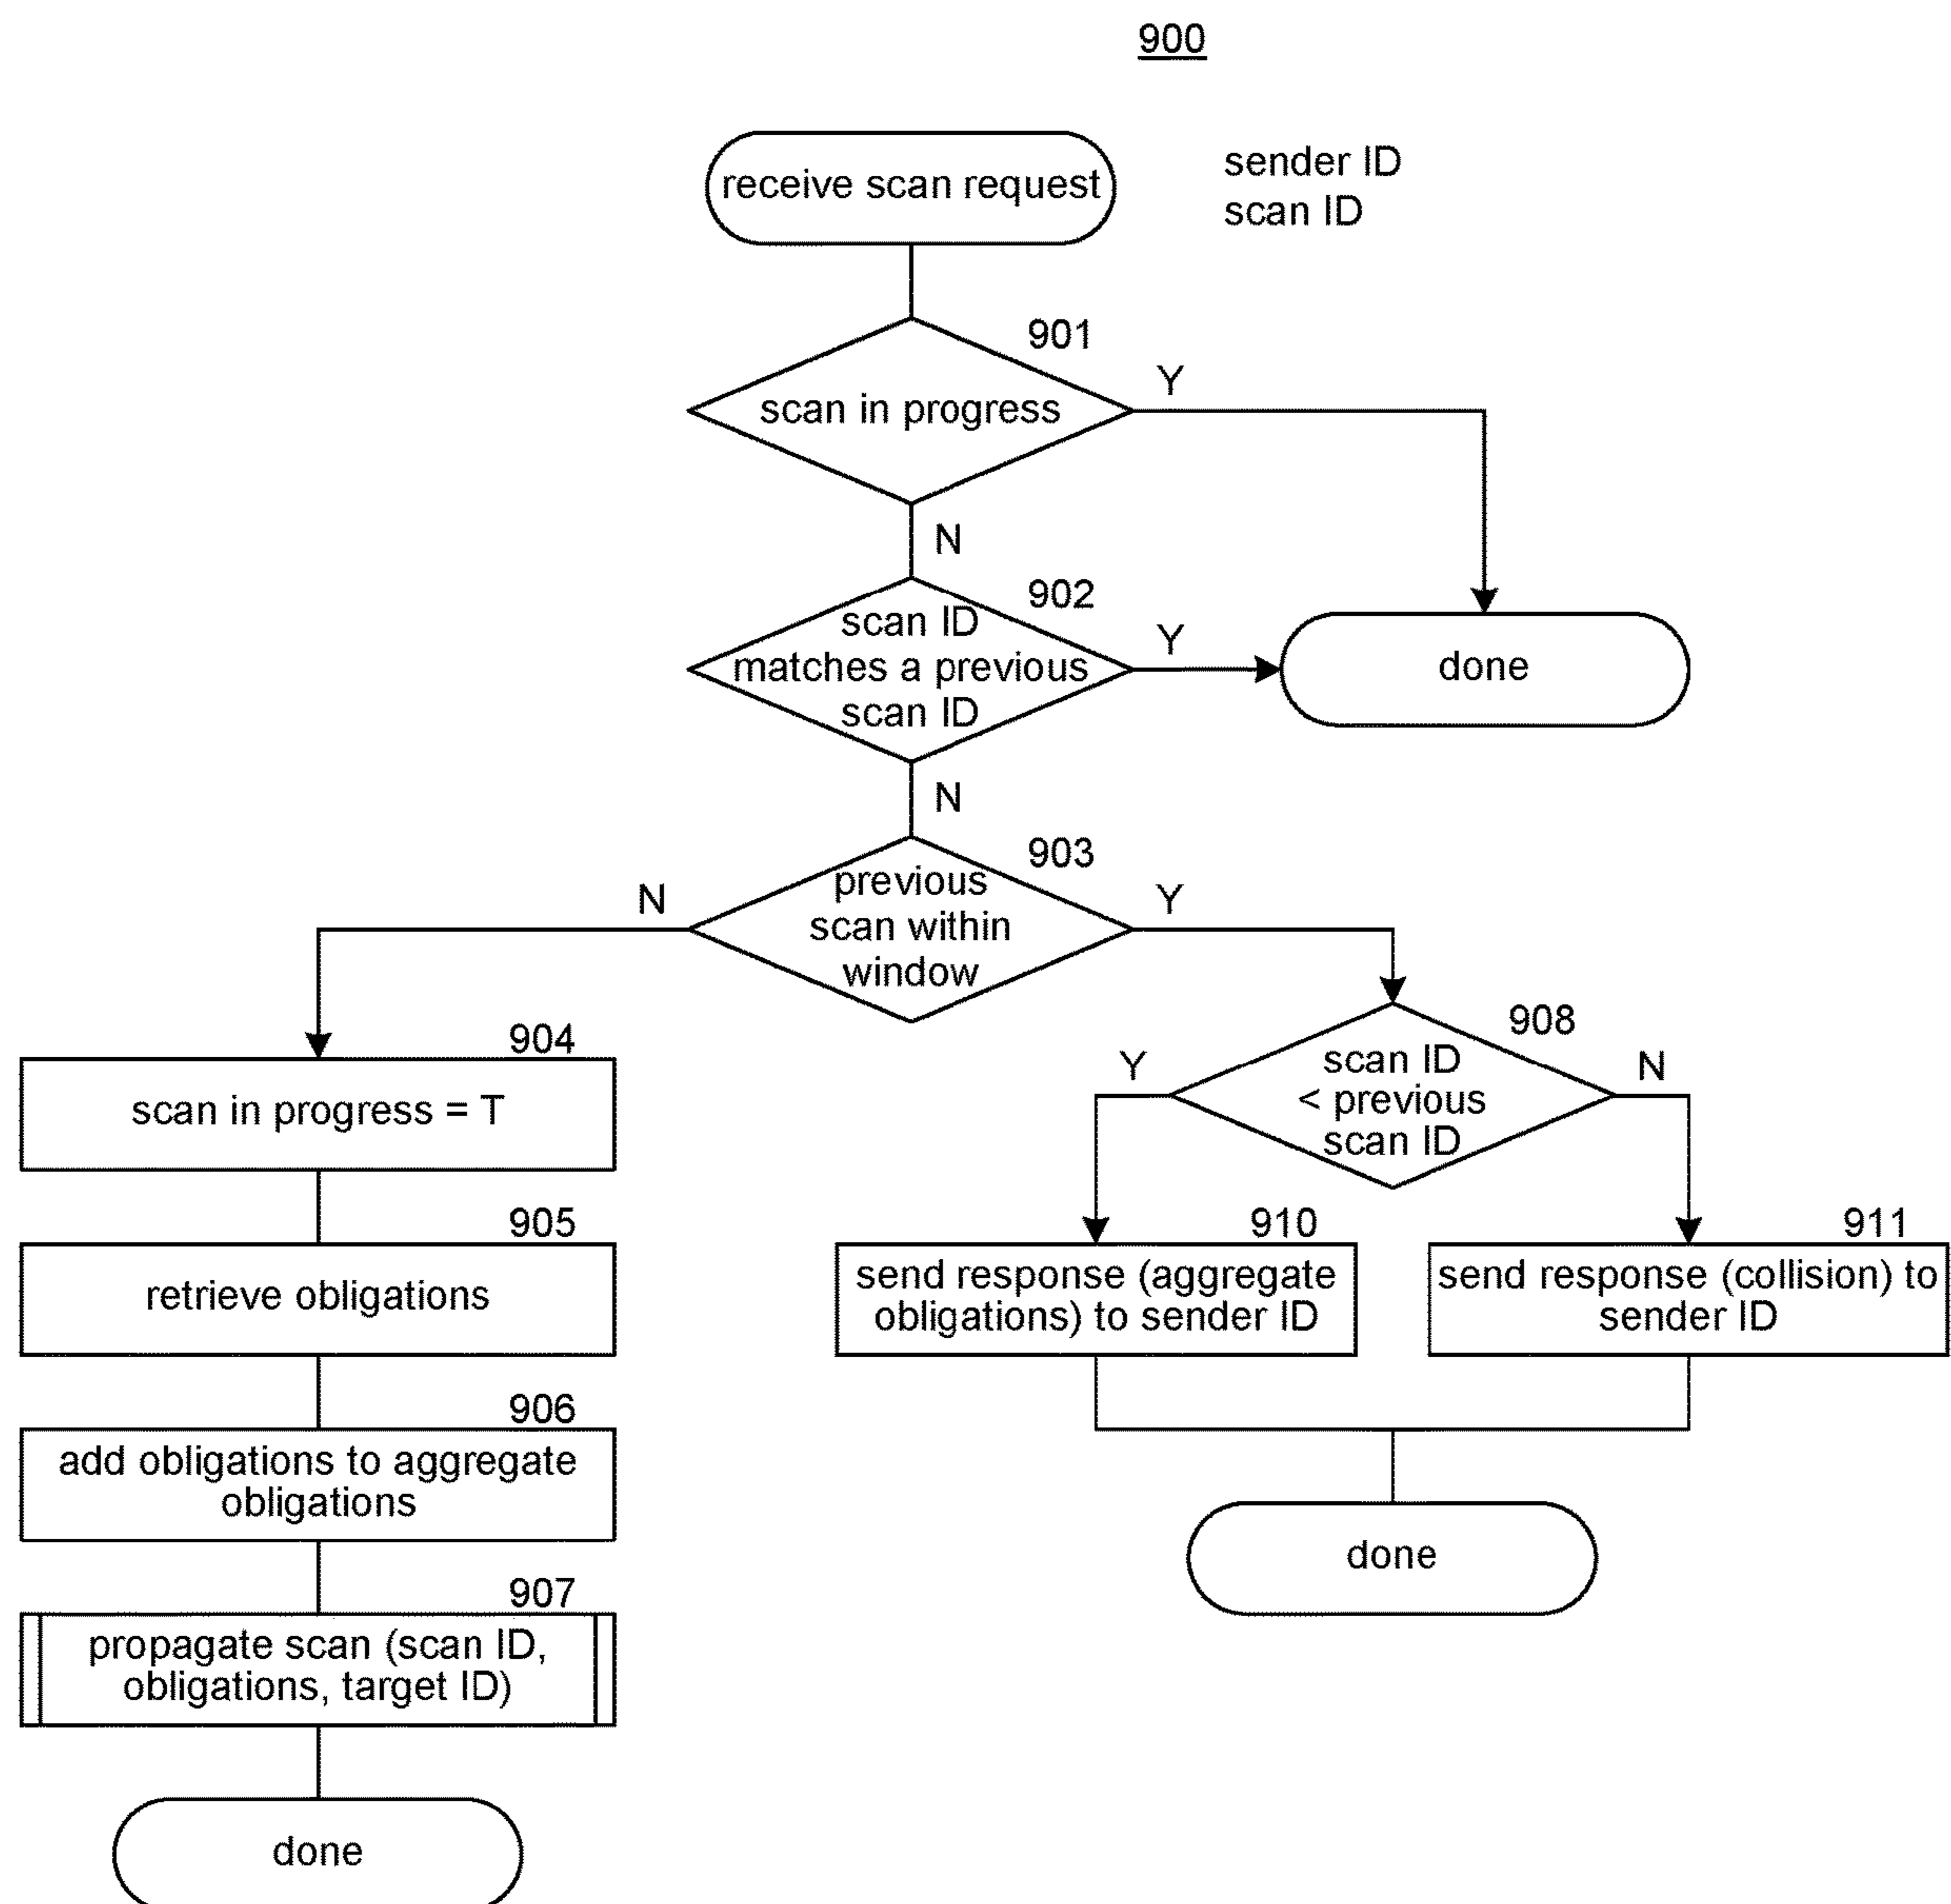 900
receive scan request
sender ID
scan ID
901
scan in progress
Y
N
902
scan ID
matches a previous
scan ID
Y
done
N
903
previous
scan within
window
N
Y
904
scan in progress = T
908
scan ID
< previous
scan ID
Y
N
905
retrieve obligations
910
send response (aggregate
obligations) to sender ID
911
send response (collision) to
sender ID
906
add obligations to aggregate
obligations
done
907
propagate scan (scan ID,
obligations, target ID)
done